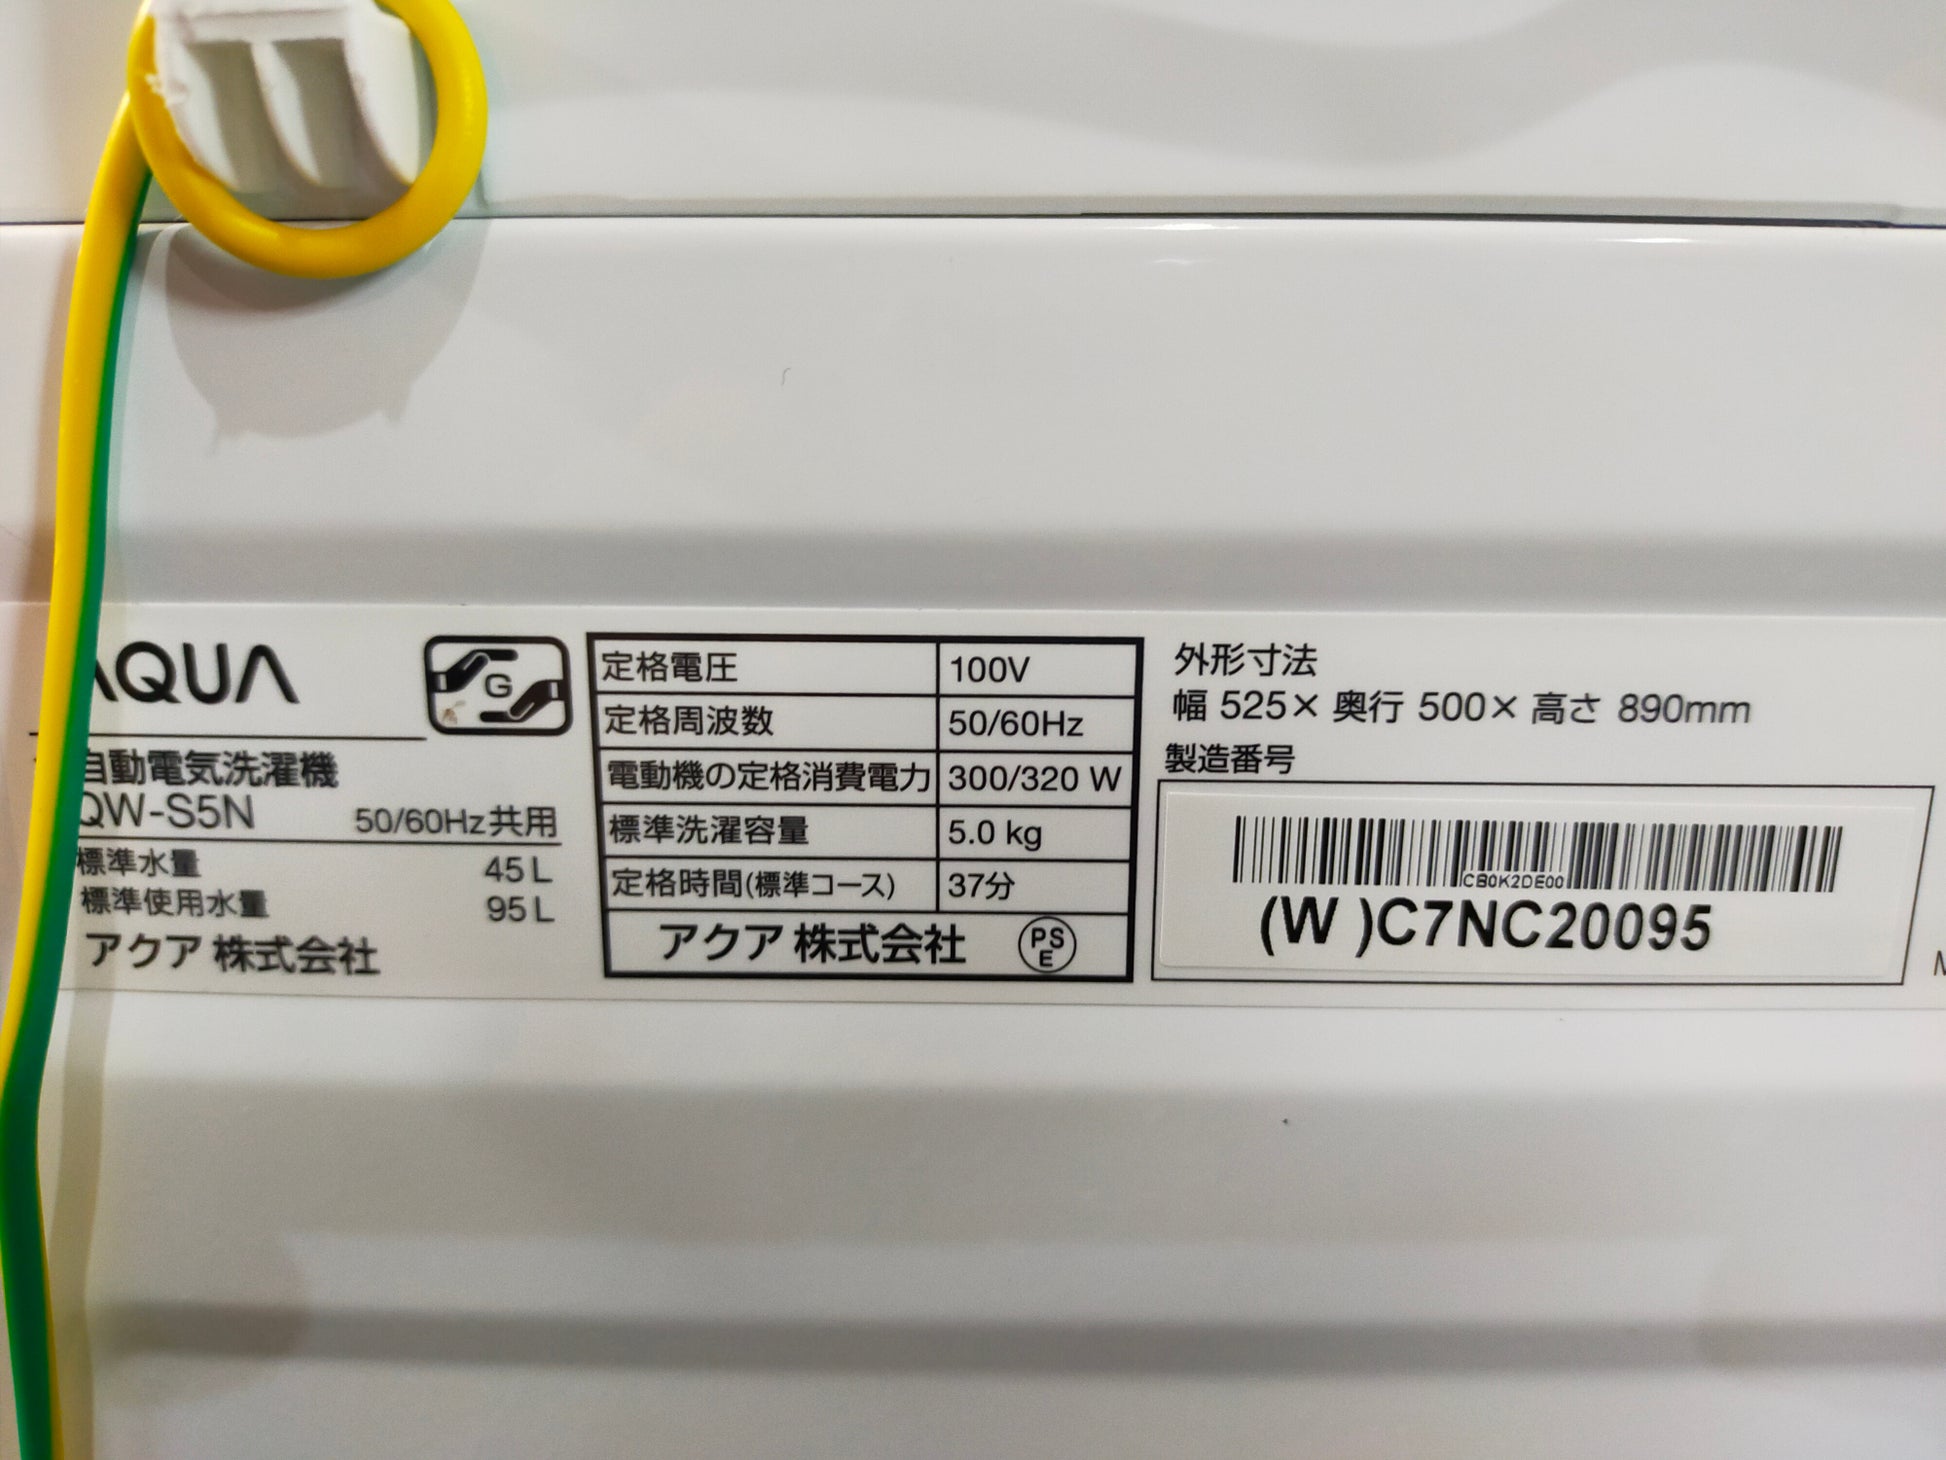 AQUA
G
自動電気洗濯機
QW-S5N 50/60Hz共用
標準水量 45L
標準使用水量 95L
アクア 株式会社
定格電圧 100V
定格周波数 50/60Hz
電動機の定格消費電力 300/320 W
標準洗濯容量 5.0 kg
定格時間(標準コース) 37分
アクア 株式会社 PS E
外形寸法
幅 525× 奥行 500× 高さ 890mm
製造番号
CB0K2DE00
(W )C7NC20095